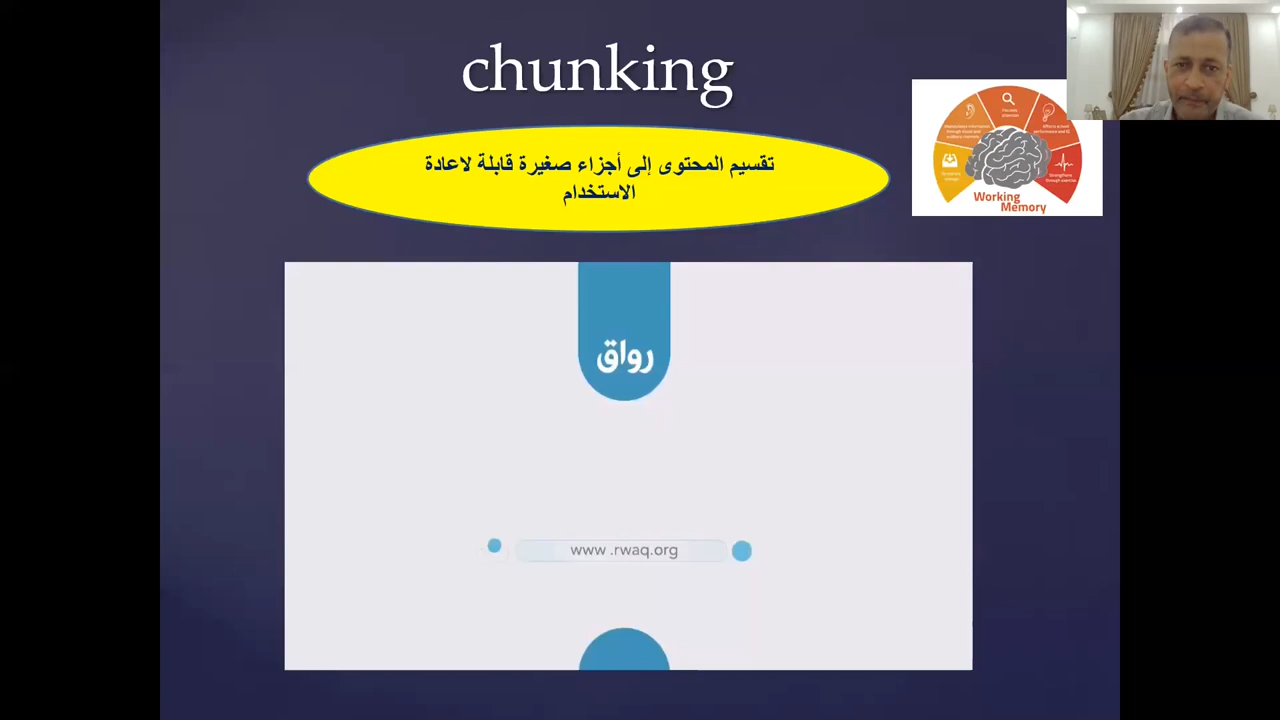 chunking
تقسيم المحتوى إلى أجزاء صغيرة قابلة لاعادة
الاستخدام
Working
Memory
رواق
www .rwaq.org